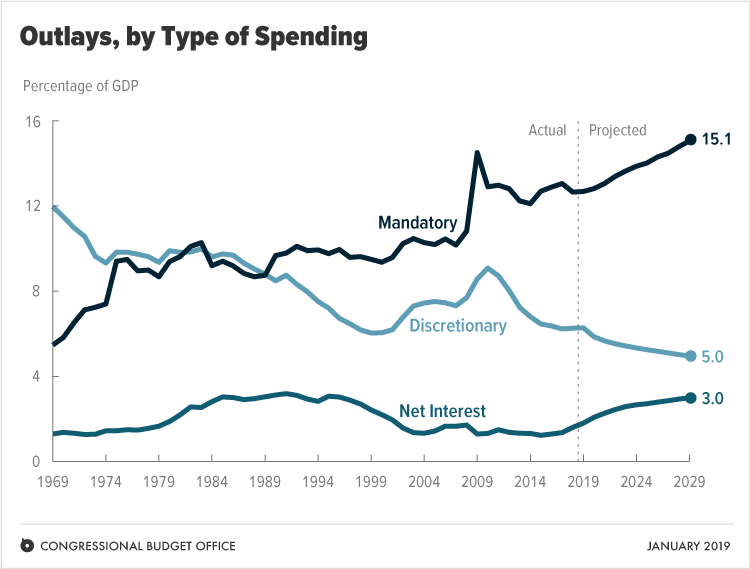 Outlays, by Type of Spending
Percentage of GDP
16
Actual
Projected
15.1
12
Mandatory
8
Discretionary
5.0
4
Net Interest
3.0
0
1969 1974 1979 1984 1989 1994 1999 2004 2009 2014 2019 2024 2029
CONGRESSIONAL BUDGET OFFICE
JANUARY 2019